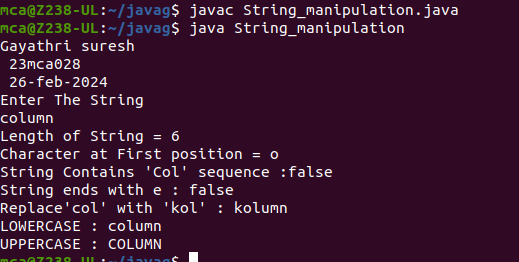 mca@Z238-UL:~/javag$ javac String_manipulation.java
mca@Z238-UL:~/javag$ java String_manipulation
Gayathri suresh
 23mca028
 26-feb-2024
Enter The String
column
Length of String = 6
Character at First position = o
String Contains 'Col' sequence :false
String ends with e : false
Replace'col' with 'kol' : kolumn
LOWERCASE : column
UPPERCASE : COLUMN
mca@Z238-UL:~/javag$